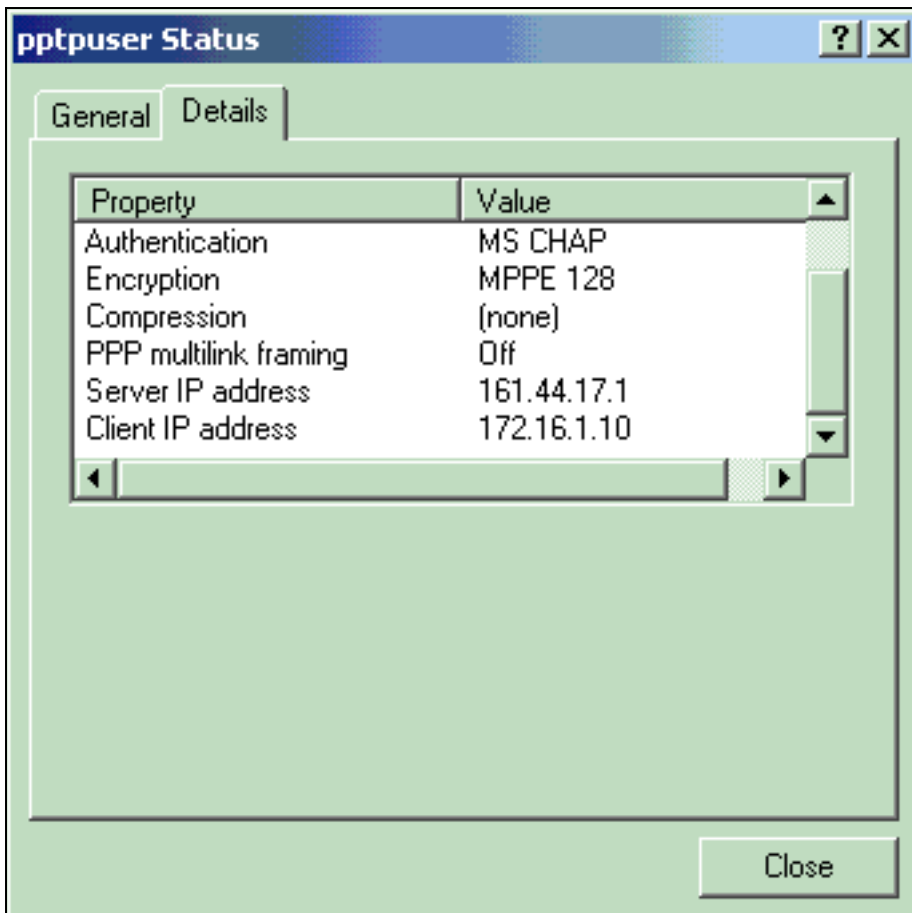 pptpuser Status
General Details
Property Value
Authentication MS CHAP
Encryption MPPE 128
Compression (none)
PPP multilink framing Off
Server IP address 161.44.17.1
Client IP address 172.16.1.10
Close